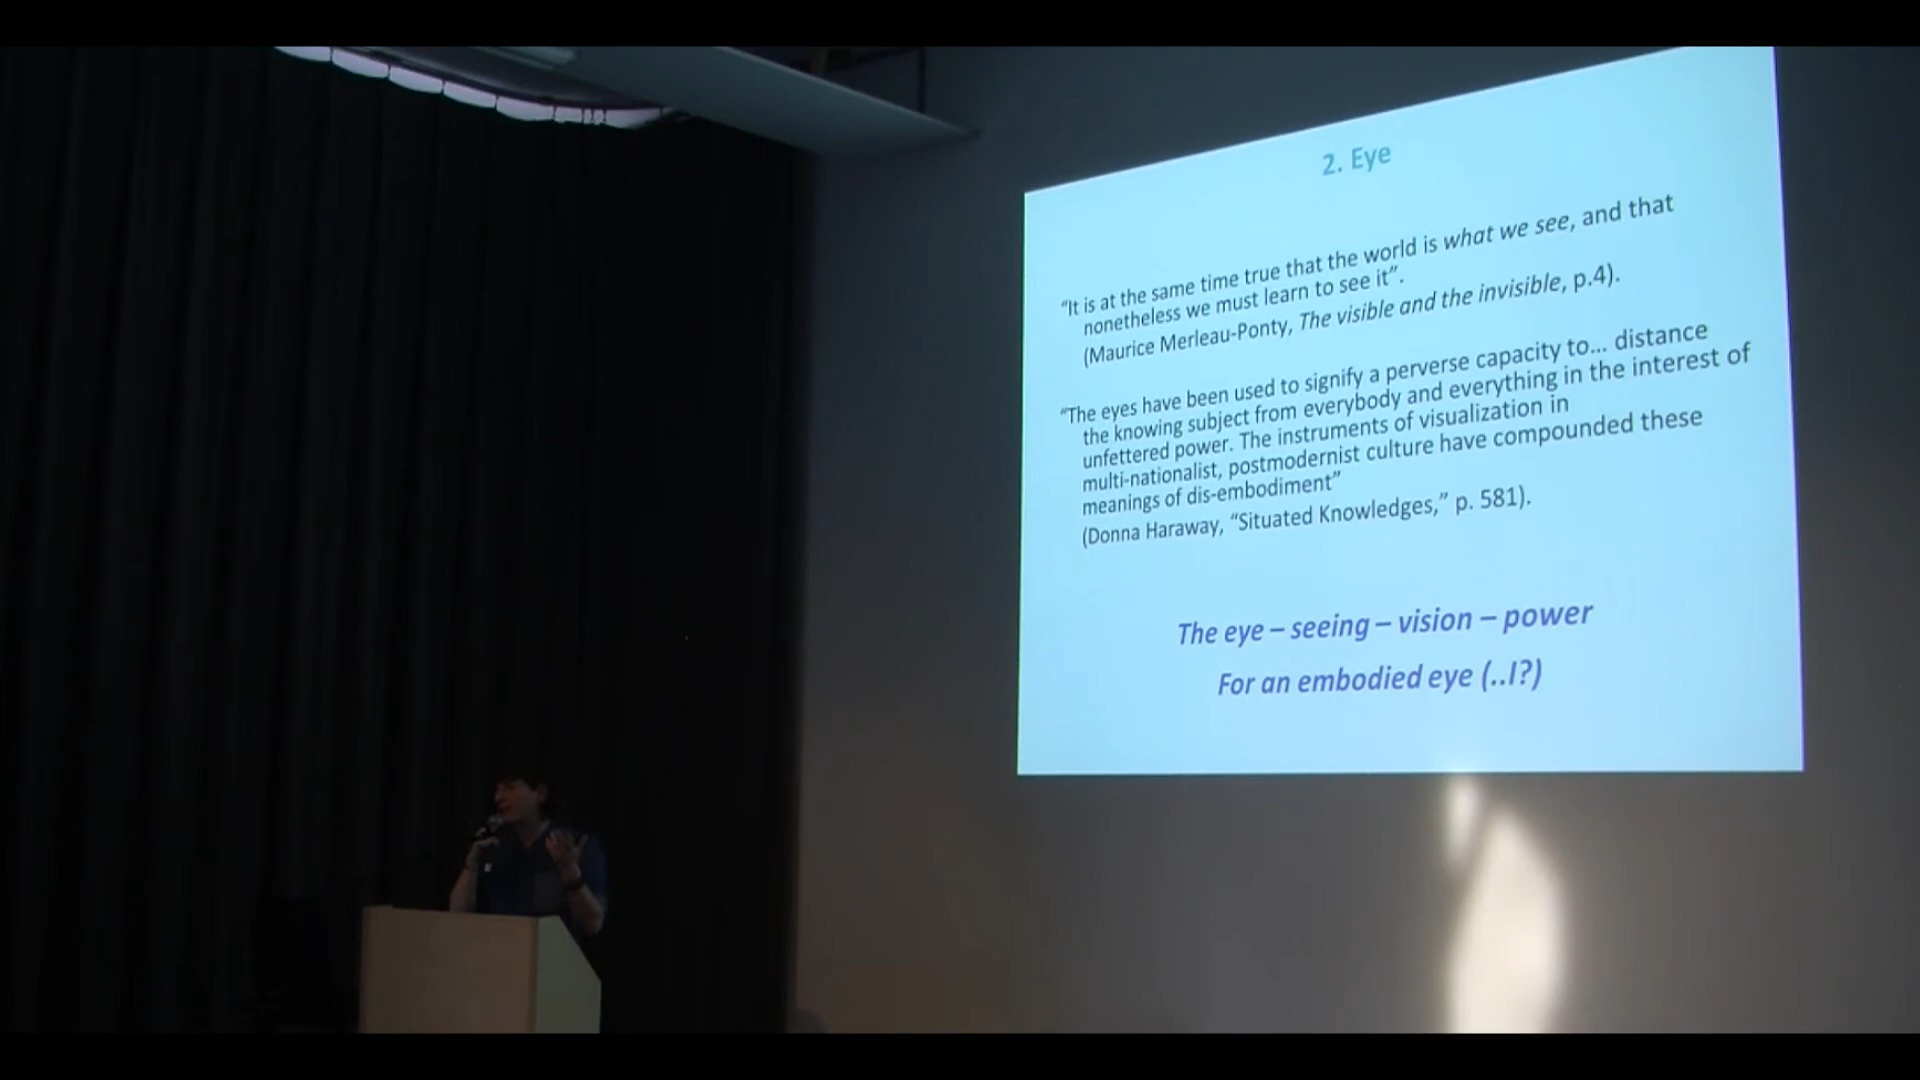 2. Eye
“It is at the same time true that the world is what we see, and that
nonetheless we must learn to see it”.
(Maurice Merleau-Ponty, The visible and the invisible, p.4).
“The eyes have been used to signify a perverse capacity to... distance
the knowing subject from everybody and everything in the interest of
unfettered power. The instruments of visualization in
multi-nationalist, postmodernist culture have compounded these
meanings of dis-embodiment”
(Donna Haraway, “Situated Knowledges,” p. 581).
The eye – seeing – vision – power
For an embodied eye (..I?)